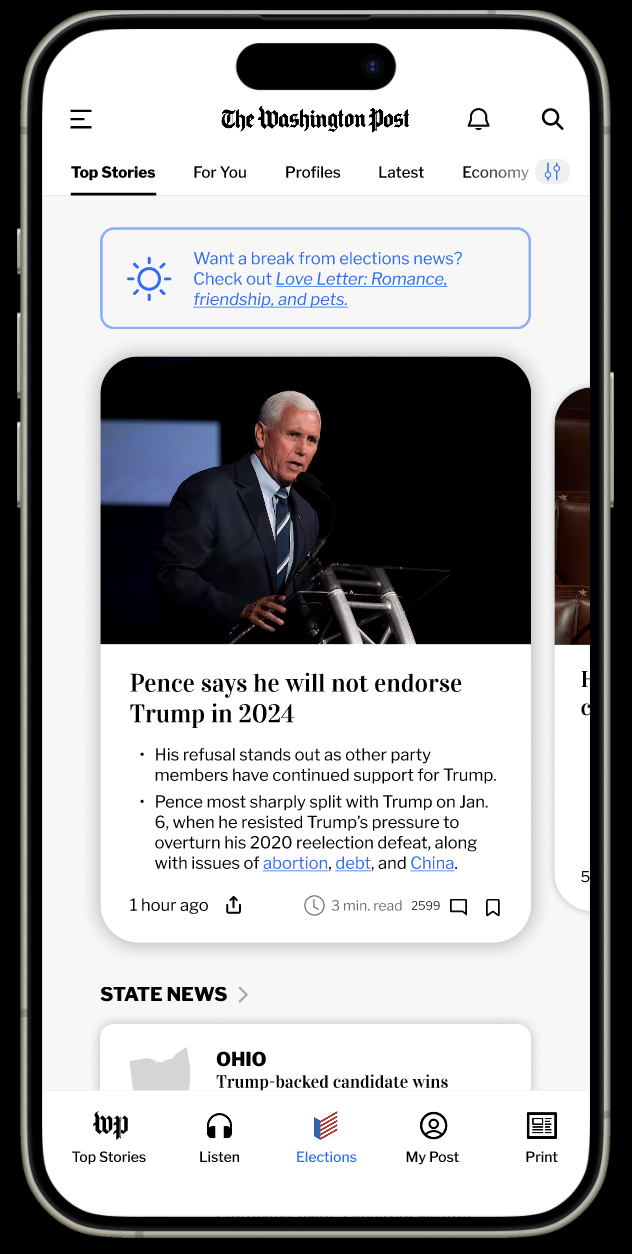 The Washington Post
Top Stories For You Profiles Latest Economy
Want a break from elections news?
Check out Love Letter: Romance,
friendship, and pets.
Pence says he will not endorse
Trump in 2024
• His refusal stands out as other party
members have continued support for Trump.
• Pence most sharply split with Trump on Jan.
6, when he resisted Trump’s pressure to
overturn his 2020 reelection defeat, along
with issues of abortion, debt, and China.
1 hour ago 3 min. read 2599
5
STATE NEWS
OHIO
Trump-backed candidate wins
wp
Top Stories Listen Elections My Post Print